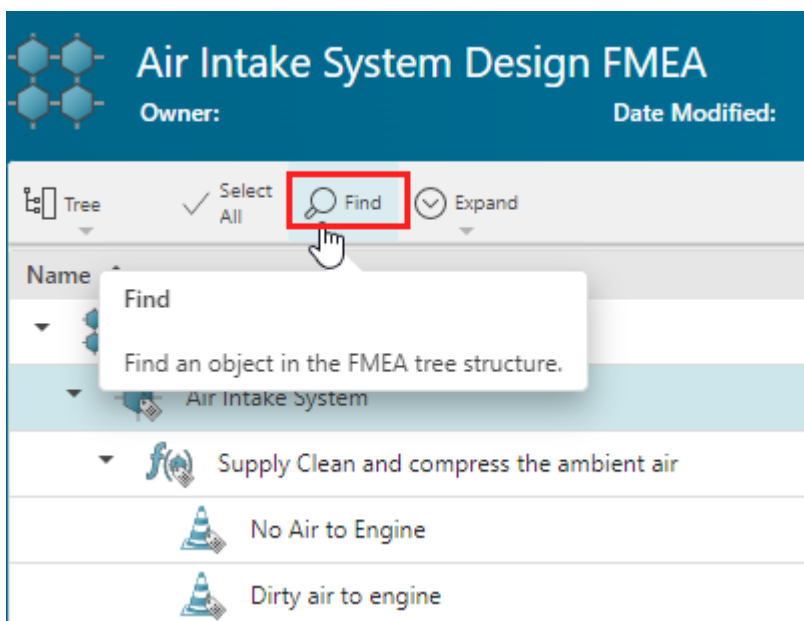 Air Intake System Design FMEA
Owner: Date Modified:
Tree Select All Find Expand
Name
Find
Find an object in the FMEA tree structure.
Air Intake System
f() Supply Clean and compress the ambient air
No Air to Engine
Dirty air to engine